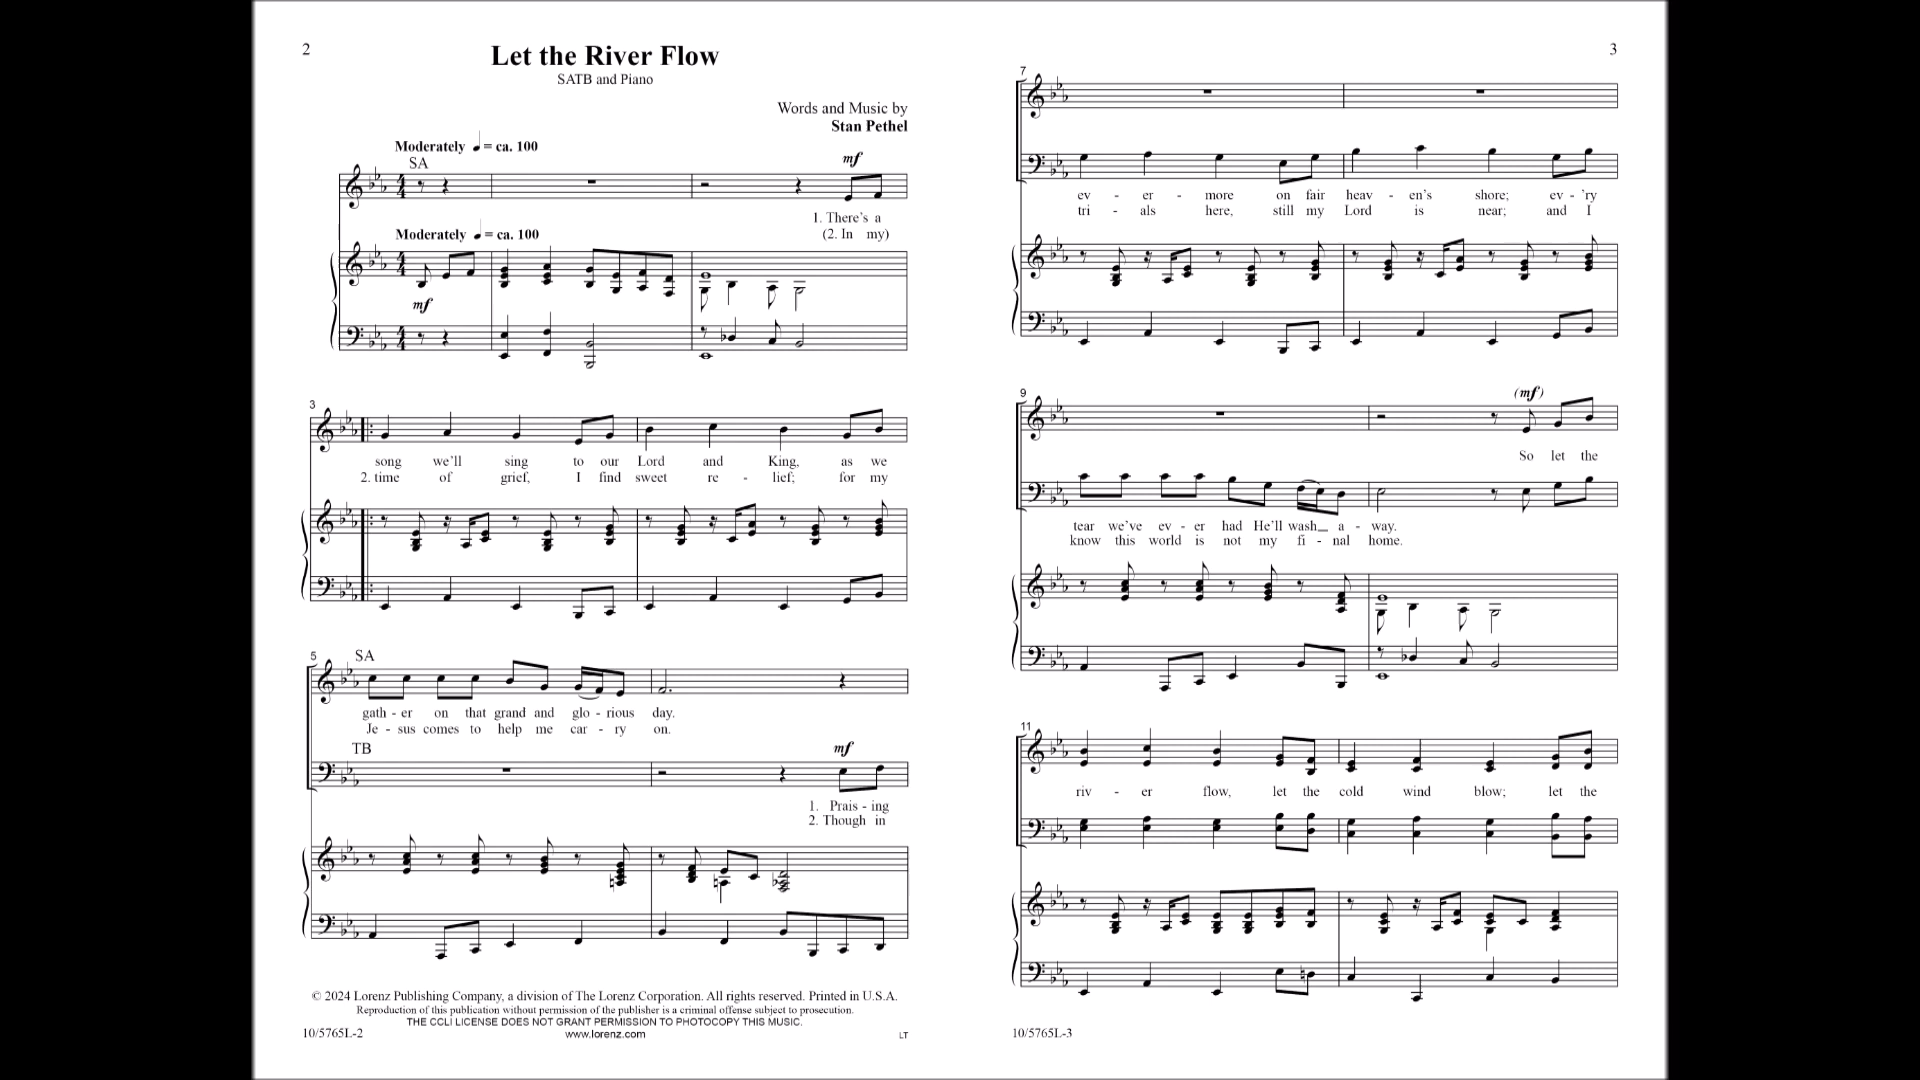 2
Let the River Flow
SATB and Piano
Words and Music by
Stan Pethel
Moderately ♩ = ca. 100
SA
mf
1. There's a
(2. In my)
Moderately ♩ = ca. 100
mf
3
song we'll sing to our Lord and King, as we
2. time of grief, I find sweet re - lief; for my
5
SA
gath - er on that grand and glo - rious day.
Je - sus comes to help me car - ry on.
TB
mf
1. Prais - ing
2. Though in
© 2024 Lorenz Publishing Company, a division of The Lorenz Corporation. All rights reserved. Printed in U.S.A.
Reproduction of this publication without permission of the publisher is a criminal offense subject to prosecution.
THE CCLI LICENSE DOES NOT GRANT PERMISSION TO PHOTOCOPY THIS MUSIC.
www.lorenz.com
10/5765L-2
LT
3
7
ev - er - more on fair heav - en's shore; ev - 'ry
tri - als here, still my Lord is near; and I
9
(mf)
So let the
tear we've ev - er had He'll wash_ a - way.
know this world is not my fi - nal home.
11
riv - er flow, let the cold wind blow; let the
10/5765L-3